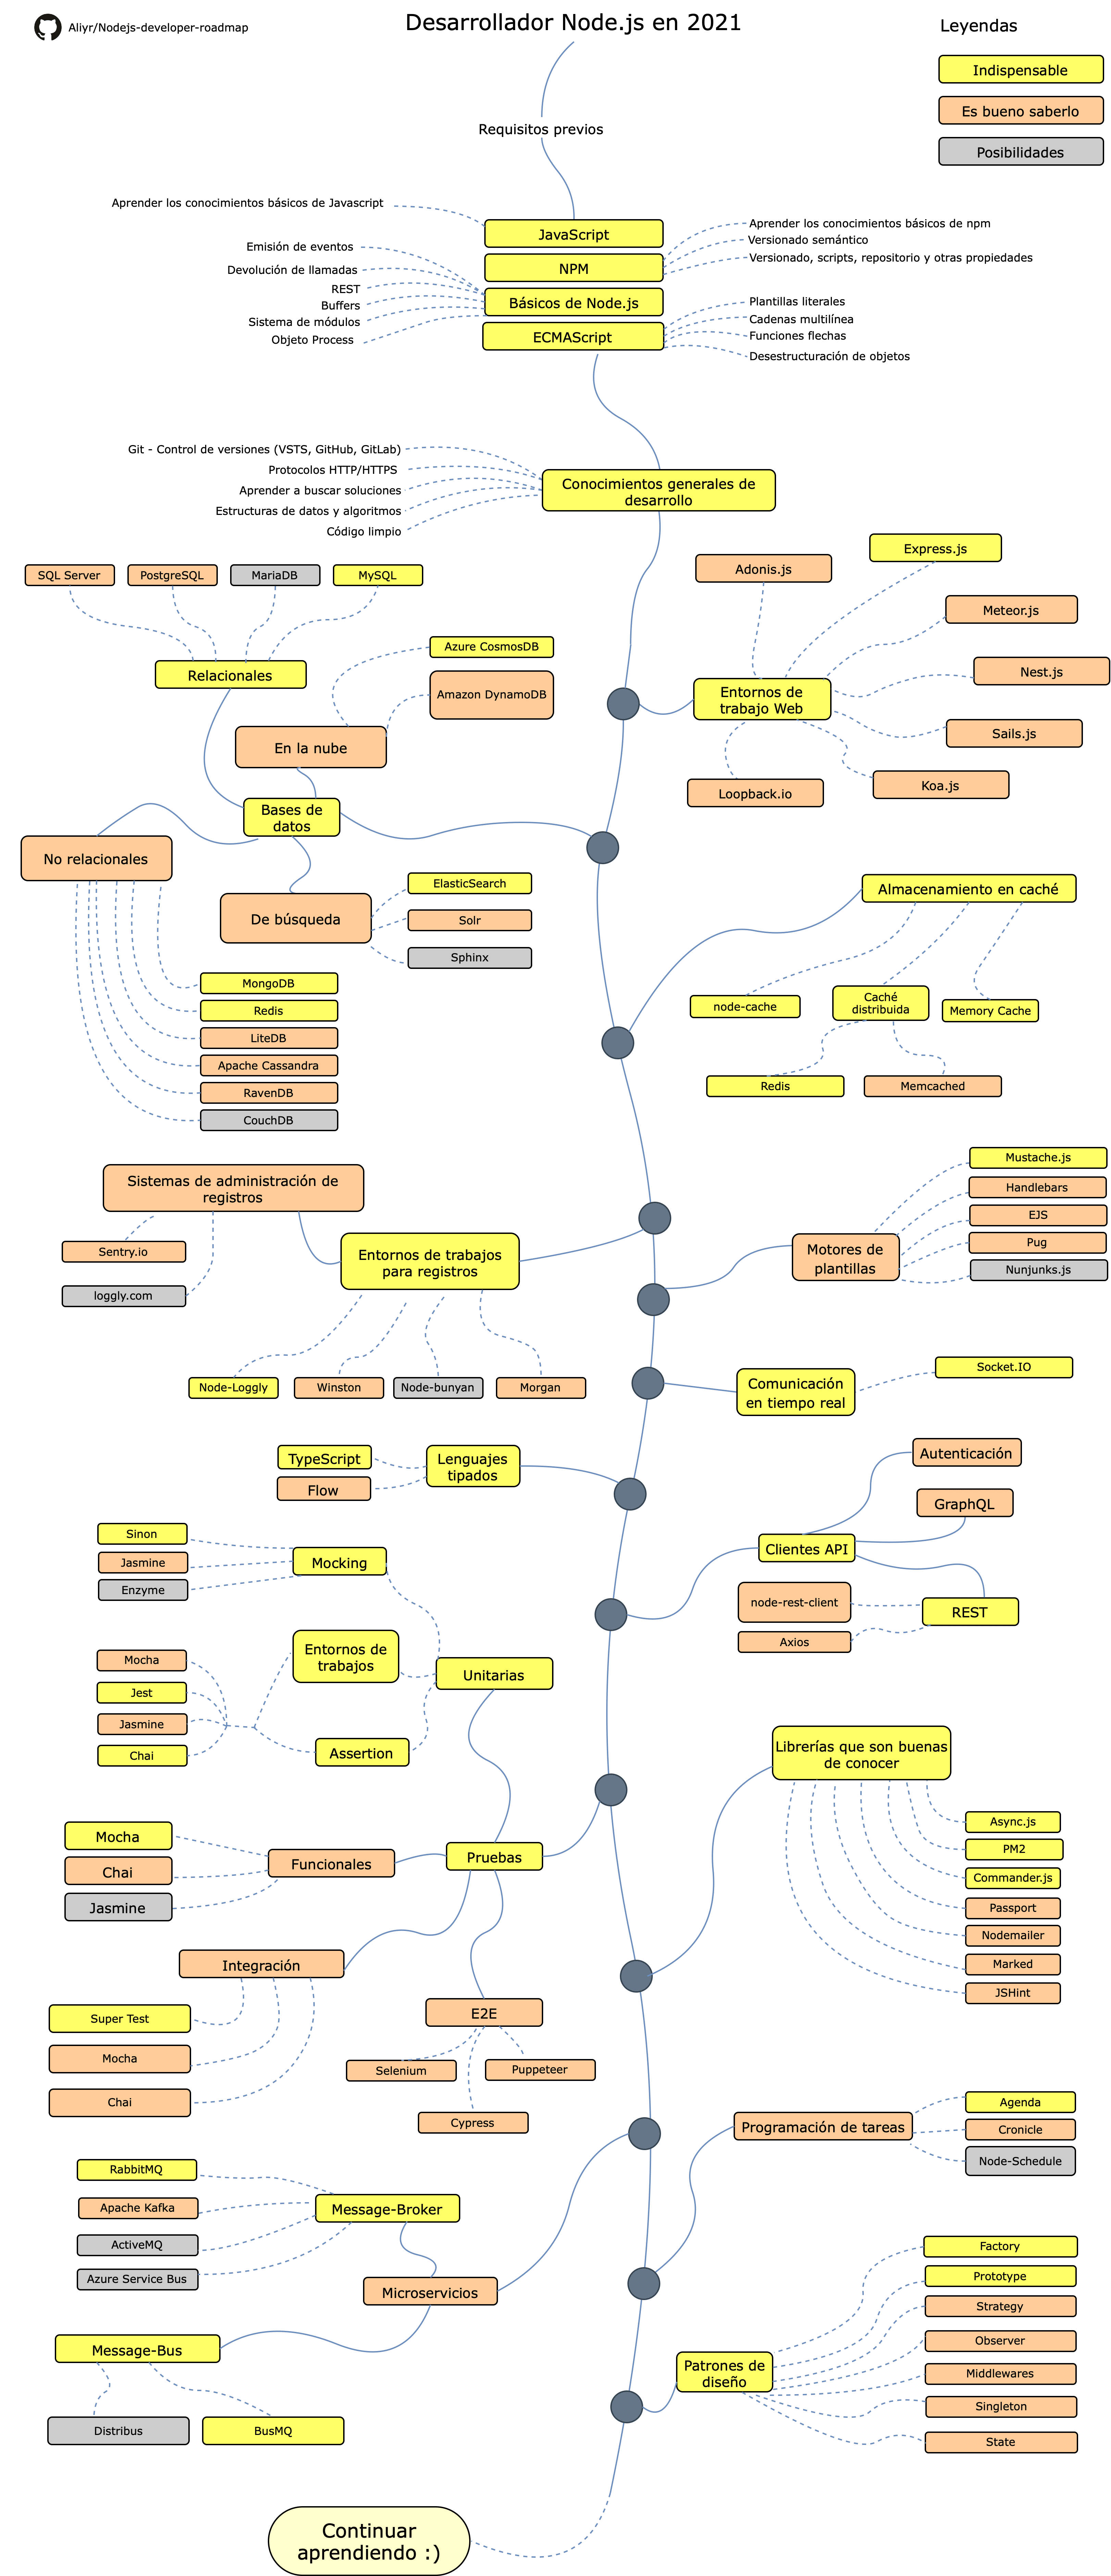 Aliyr/Nodejs-developer-roadmap
Desarrollador Node.js en 2021
Leyendas
Indispensable
Es bueno saberlo
Posibilidades
Requisitos previos
Aprender los conocimientos básicos de Javascript
JavaScript
NPM
Básicos de Node.js
ECMAScript
Emisión de eventos
Devolución de llamadas
REST
Buffers
Sistema de módulos
Objeto Process
Aprender los conocimientos básicos de npm
Versionado semántico
Versionado, scripts, repositorio y otras propiedades
Plantillas literales
Cadenas multilínea
Funciones flechas
Desestructuración de objetos
Git - Control de versiones (VSTS, GitHub, GitLab)
Protocolos HTTP/HTTPS
Aprender a buscar soluciones
Estructuras de datos y algoritmos
Código limpio
Conocimientos generales de
desarrollo
SQL Server
PostgreSQL
MariaDB
MySQL
Relacionales
Azure CosmosDB
Amazon DynamoDB
En la nube
Bases de
datos
No relacionales
De búsqueda
ElasticSearch
Solr
Sphinx
MongoDB
Redis
LiteDB
Apache Cassandra
RavenDB
CouchDB
Adonis.js
Express.js
Meteor.js
Nest.js
Sails.js
Koa.js
Loopback.io
Entornos de
trabajo Web
Almacenamiento en caché
node-cache
Caché
distribuida
Memory Cache
Redis
Memcached
Sistemas de administración de
registros
Sentry.io
loggly.com
Entornos de trabajos
para registros
Node-Loggly
Winston
Node-bunyan
Morgan
Motores de
plantillas
Mustache.js
Handlebars
EJS
Pug
Nunjunks.js
Comunicación
en tiempo real
Socket.IO
TypeScript
Flow
Lenguajes
tipados
Autenticación
GraphQL
Clientes API
node-rest-client
Axios
REST
Sinon
Jasmine
Enzyme
Mocking
Entornos de
trabajos
Unitarias
Mocha
Jest
Jasmine
Chai
Assertion
Librerías que son buenas
de conocer
Async.js
PM2
Commander.js
Passport
Nodemailer
Marked
JSHint
Mocha
Chai
Jasmine
Funcionales
Pruebas
Integración
Super Test
Mocha
Chai
E2E
Selenium
Puppeteer
Cypress
Programación de tareas
Agenda
Cronicle
Node-Schedule
RabbitMQ
Apache Kafka
ActiveMQ
Azure Service Bus
Message-Broker
Microservicios
Message-Bus
Distribus
BusMQ
Patrones de
diseño
Factory
Prototype
Strategy
Observer
Middlewares
Singleton
State
Continuar
aprendiendo :)